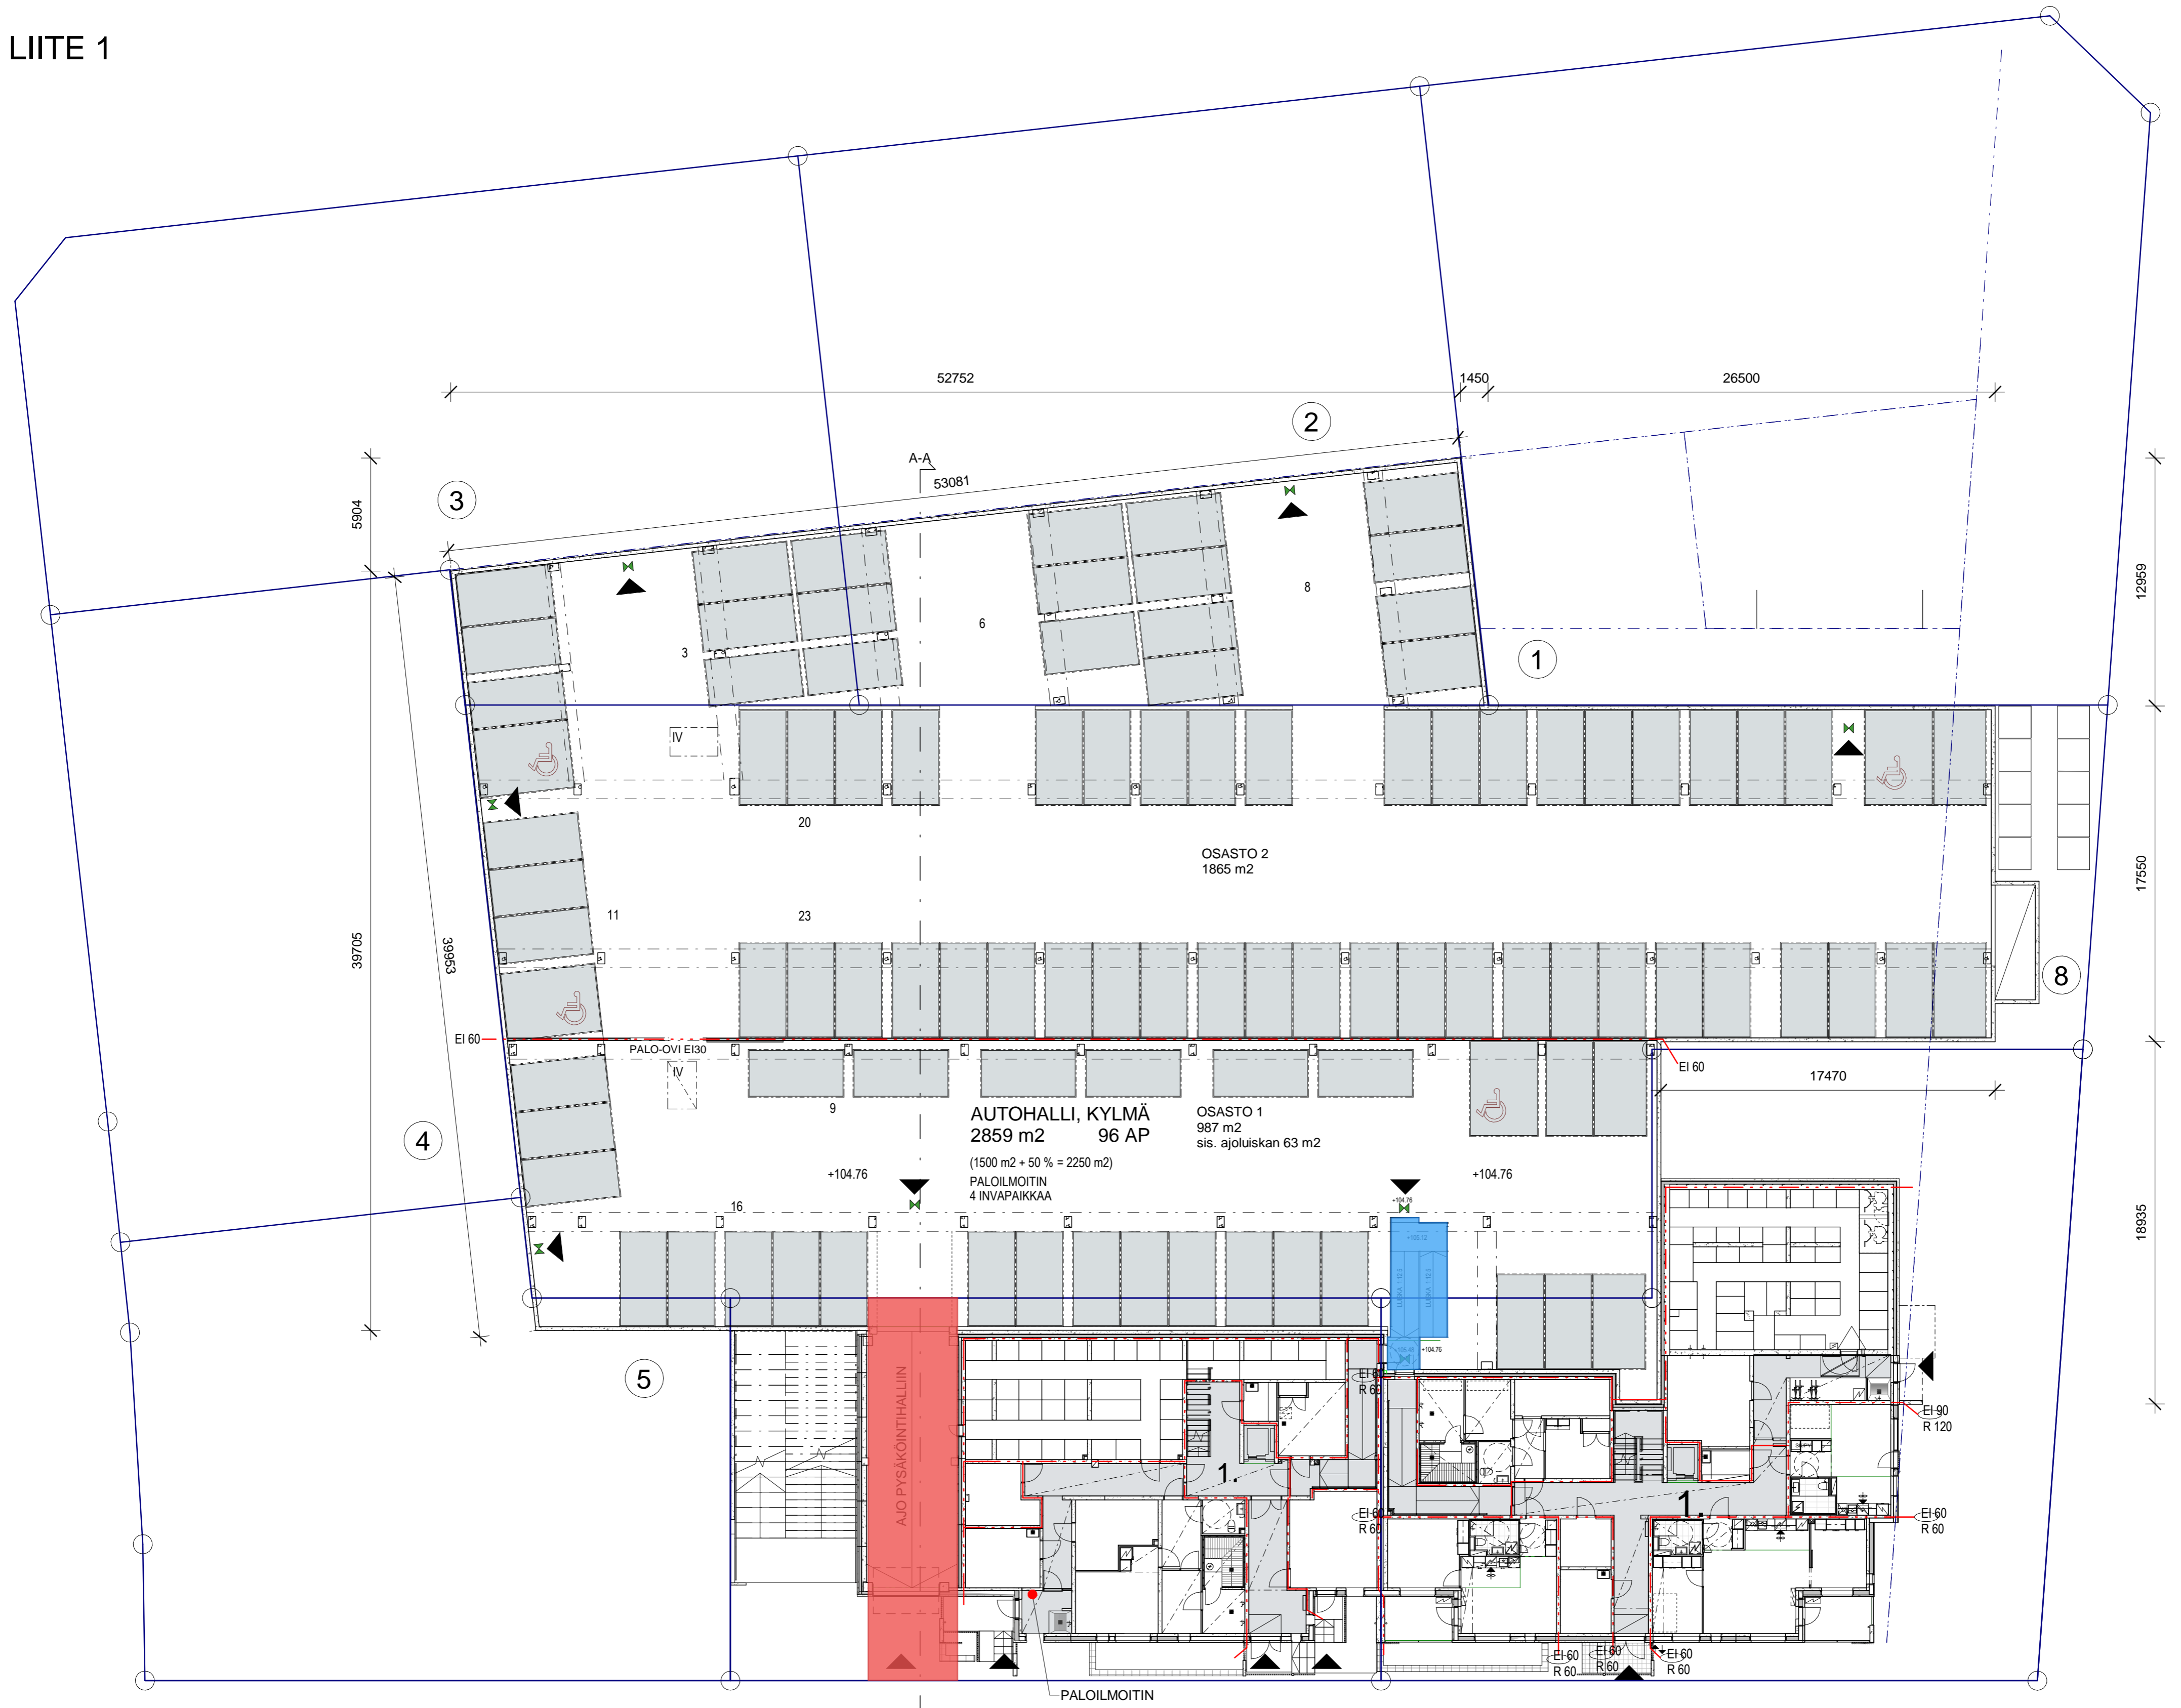 LIITE 1
52752
1450
26500
2
A-A
53081
3
5904
12959
8
6
3
1
IV
20
OSASTO 2
1865 m2
17550
11
23
39705
39953
8
EI 60
PALO-OVI EI30
IV
EI 60
17470
9
AUTOHALLI, KYLMÄ
2859 m2 96 AP
OSASTO 1
987 m2
sis. ajoluiskan 63 m2
4
(1500 m2 + 50 % = 2250 m2)
PALOILMOITIN
4 INVAPAIKKAA
+104.76
+104.76
+104.76
16
18935
+104.76
5
AJO PYSÄKÖINTIHALLIIN
EI 60
R 60
EI 90
R 120
1.
1.
EI 60
R 60
EI 60
R 60
EI 60
R 60
EI 60
R 60
EI 60
R 60
PALOILMOITIN